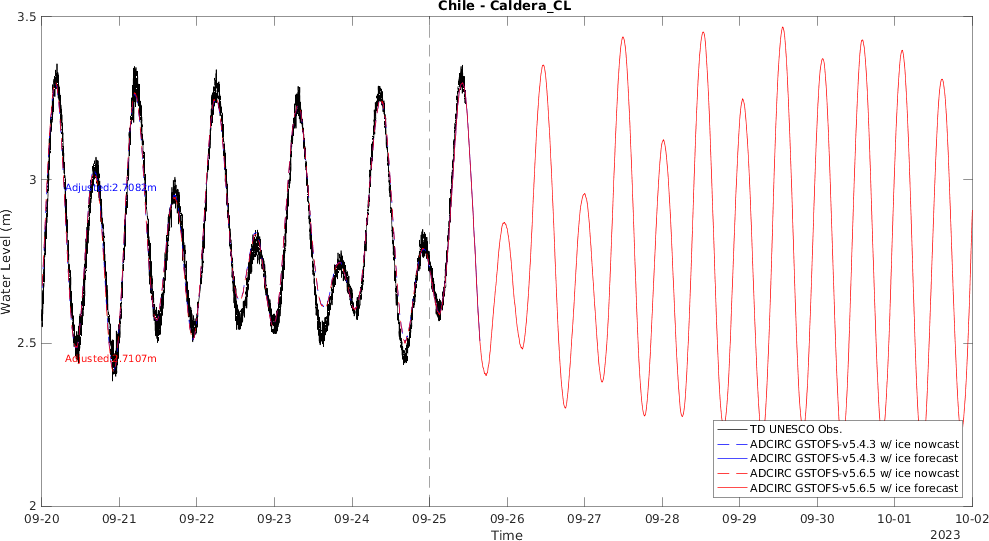 Chile - Caldera_CL
3.5
3
2.5
2
Water Level (m)
Adjusted:2.7082m
Adjusted:2.7107m
TD UNESCO Obs.
ADCIRC GSTOFS-v5.4.3 w/ ice nowcast
ADCIRC GSTOFS-v5.4.3 w/ ice forecast
ADCIRC GSTOFS-v5.6.5 w/ ice nowcast
ADCIRC GSTOFS-v5.6.5 w/ ice forecast
09-20 09-21 09-22 09-23 09-24 09-25 09-26 09-27 09-28 09-29 09-30 10-01 10-02
Time
2023